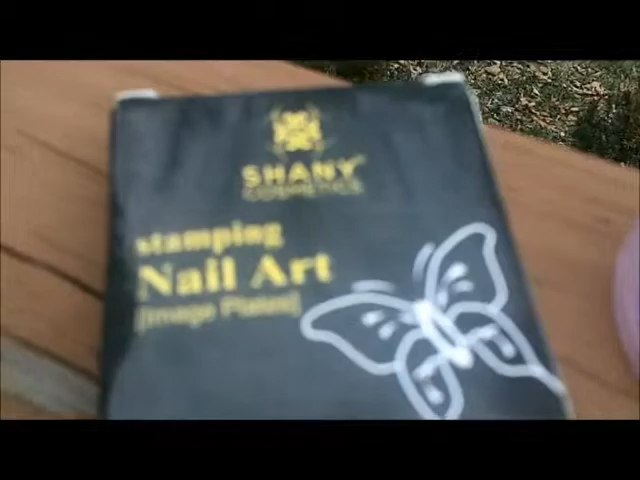 SHANY
COSMETICS
stamping
Nail Art
[Image Plates]